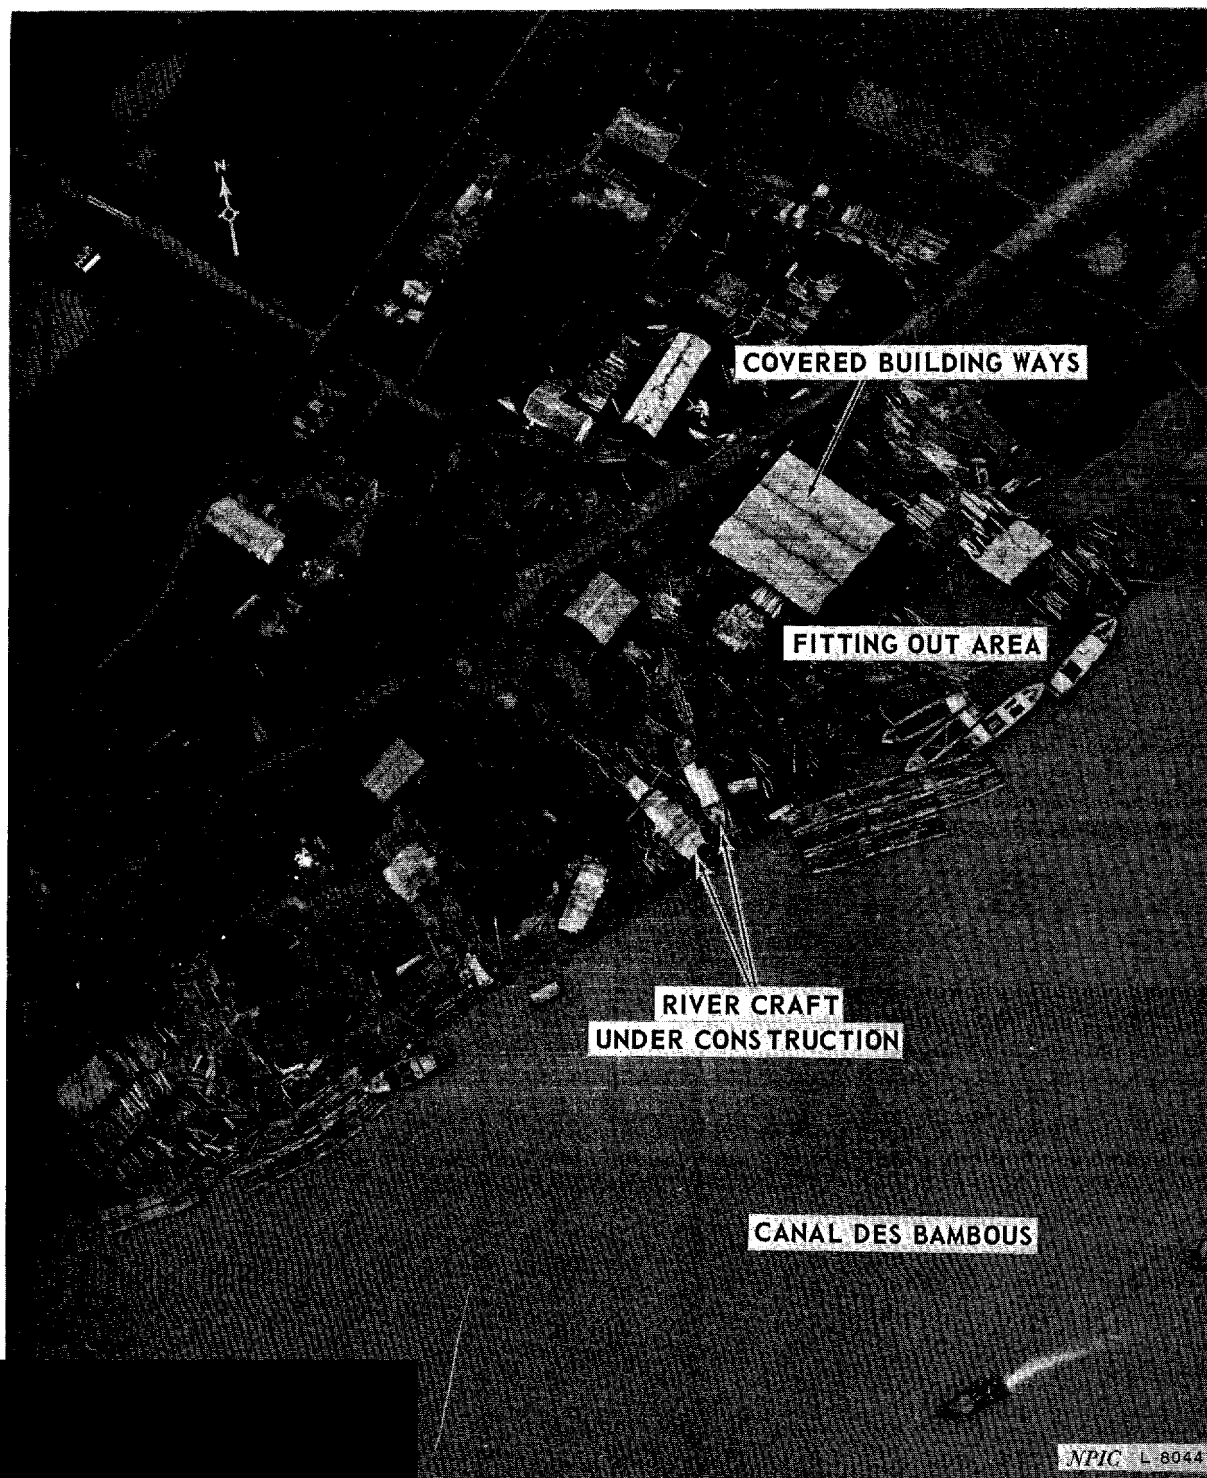 N
COVERED BUILDING WAYS
FITTING OUT AREA
RIVER CRAFT
UNDER CONSTRUCTION
CANAL DES BAMBOUS
NPIC L 8044